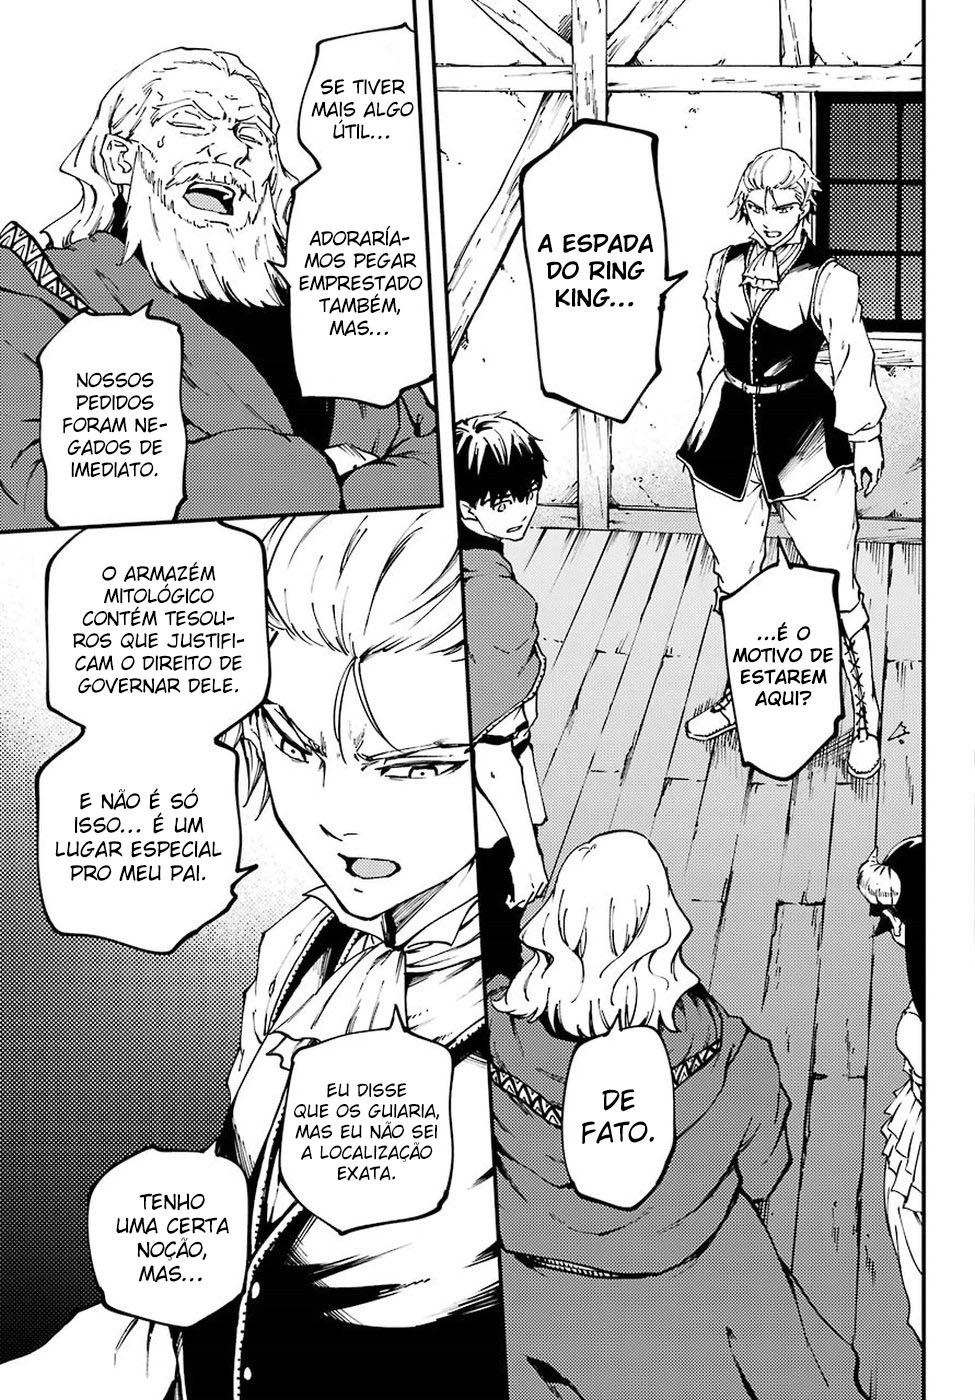 A ESPADA
DO RING
KING...
...É O
MOTIVO DE
ESTAREM
AQUI?
DE
FATO.
SE TIVER
MAIS ALGO
ÚTIL...
ADORARÍA-
MOS PEGAR
EMPRESTADO
TAMBÉM,
MAS...
NOSSOS
PEDIDOS
FORAM NE-
GADOS DE
IMEDIATO.
O ARMAZÉM
MITOLÓGICO
CONTÉM TESOU-
ROS QUE JUSTIFI-
CAM O DIREITO DE
GOVERNAR DELE.
E NÃO É SÓ
ISSO... É UM
LUGAR ESPECIAL
PRO MEU PAI.
EU DISSE
QUE OS GUIARIA,
MAS EU NÃO SEI
A LOCALIZAÇÃO
EXATA.
TENHO
UMA CERTA
NOÇÃO,
MAS...